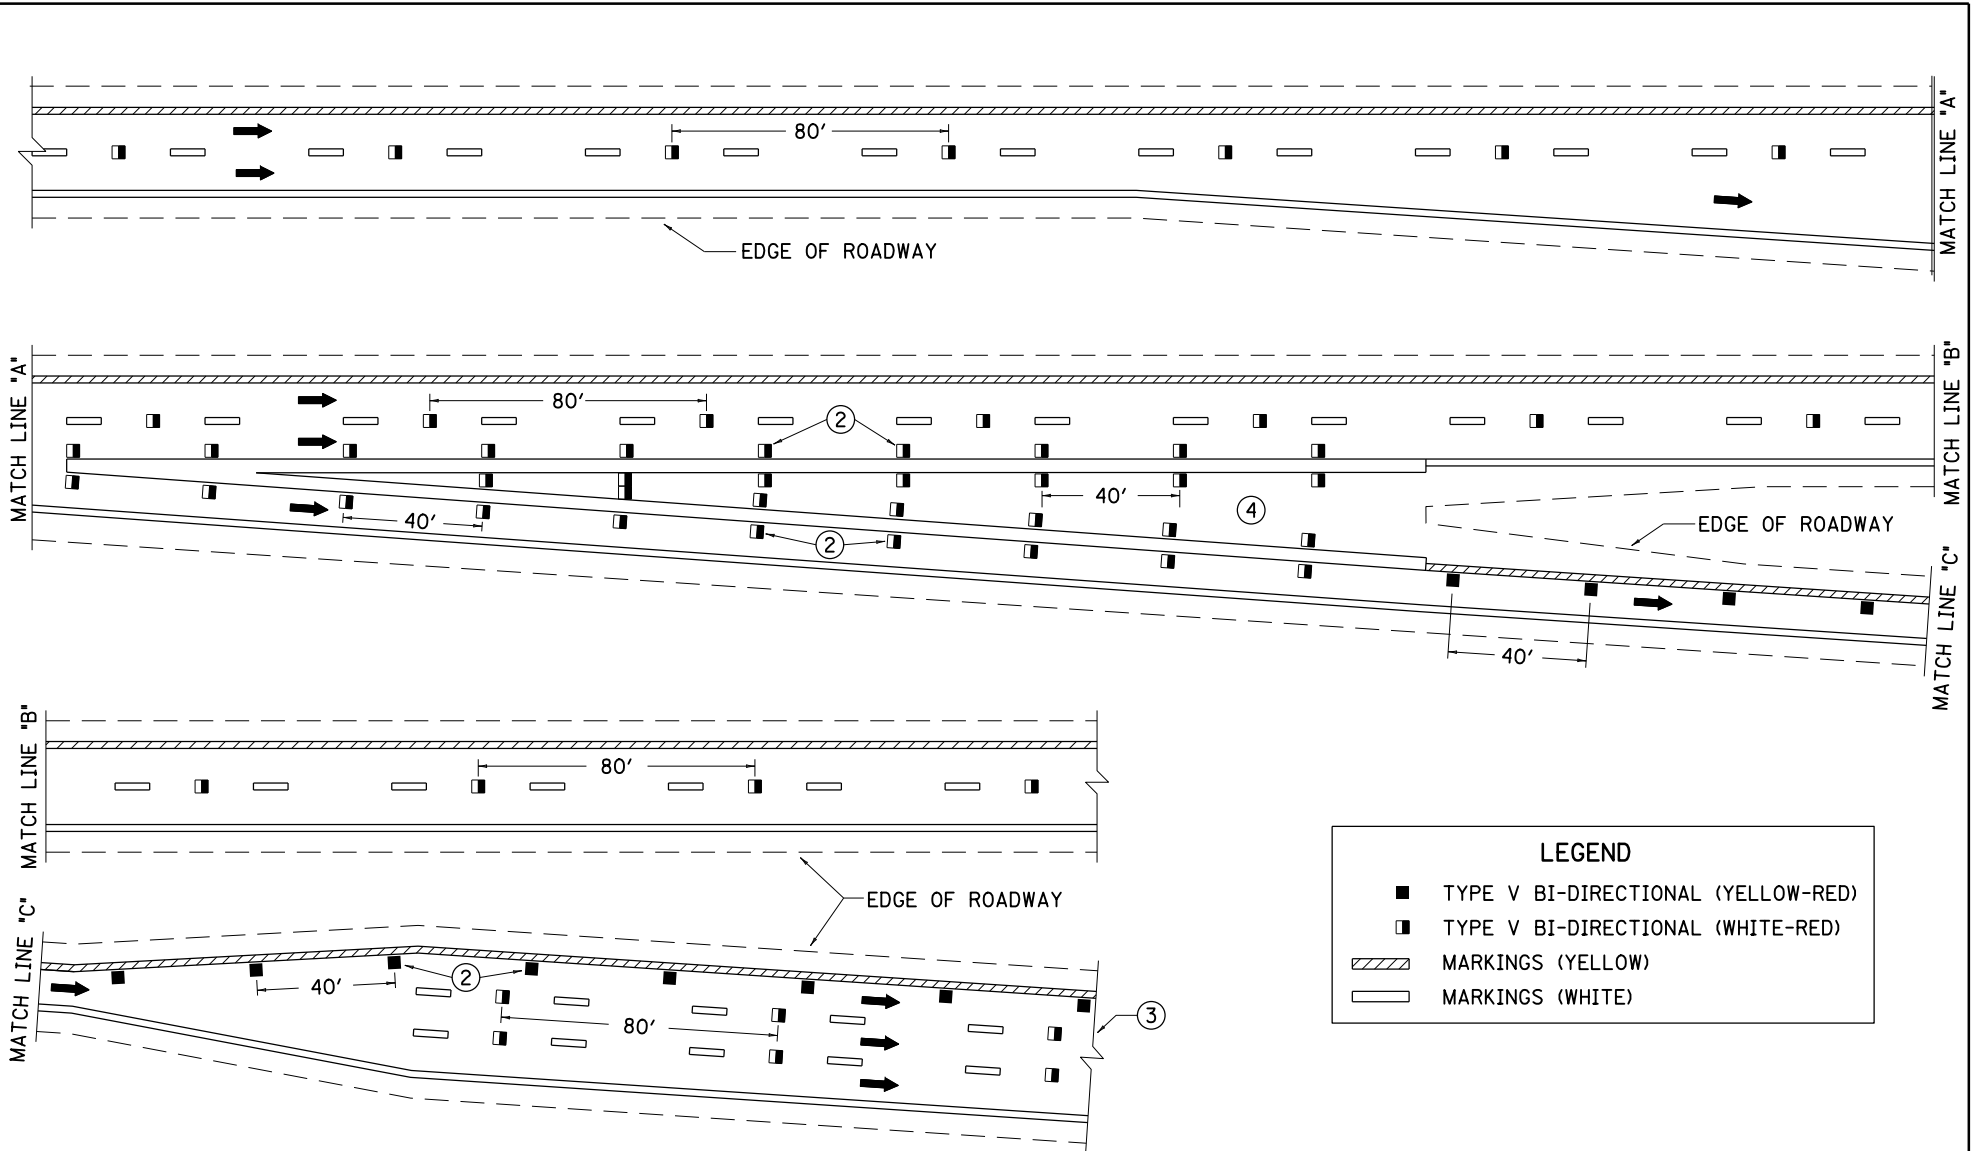 80'
EDGE OF ROADWAY
MATCH LINE "A"
MATCH LINE "A"
80'
2
40'
40'
4
2
EDGE OF ROADWAY
40'
MATCH LINE "B"
MATCH LINE "C"
MATCH LINE "B"
80'
EDGE OF ROADWAY
MATCH LINE "C"
2
40'
80'
3
LEGEND
TYPE V BI-DIRECTIONAL (YELLOW-RED)
TYPE V BI-DIRECTIONAL (WHITE-RED)
MARKINGS (YELLOW)
MARKINGS (WHITE)